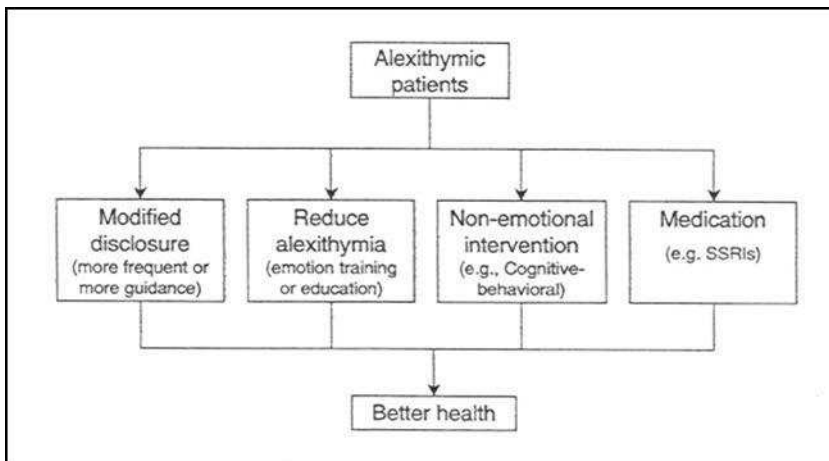 Alexithymic
patients
Modified
disclosure
(more frequent or
more guidance)
Reduce
alexithymia
(emotion training
or education)
Non-emotional
intervention
(e.g., Cognitive-
behavioral)
Medication
(e.g. SSRIs)
Better health